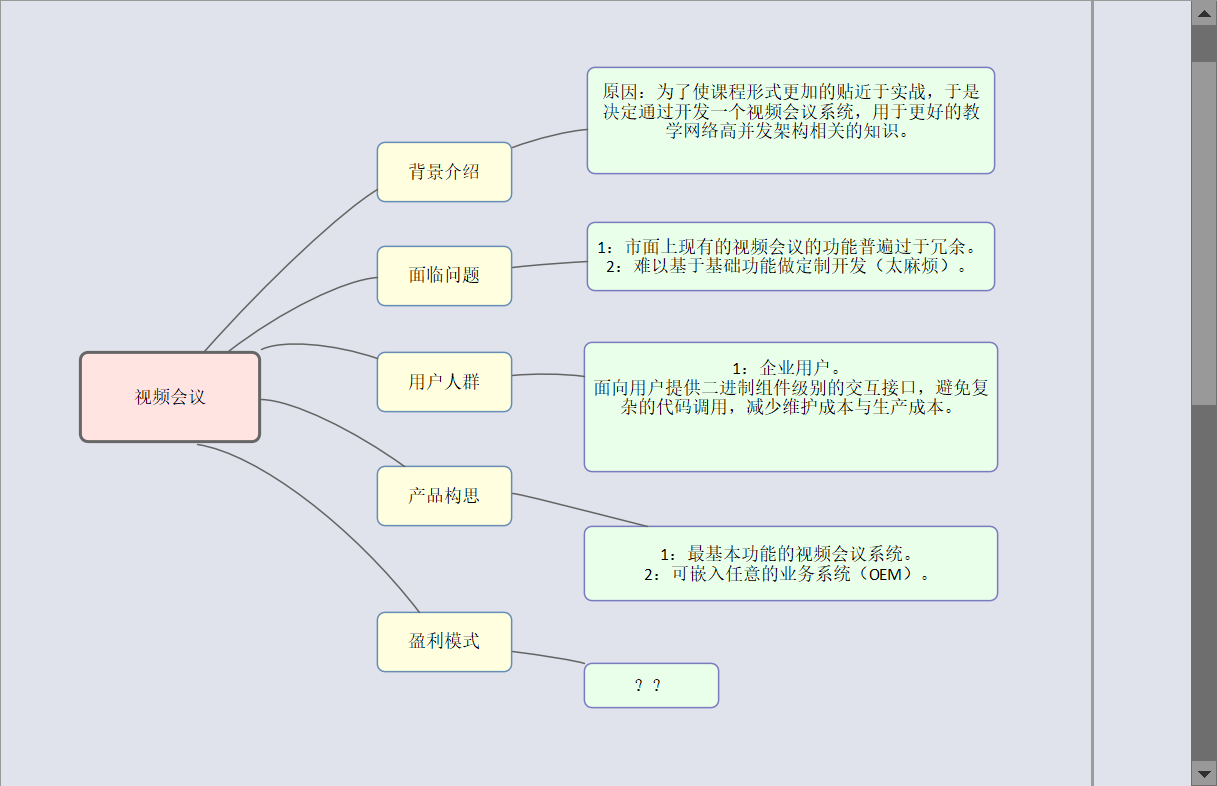 视频会议
背景介绍
原因：为了使课程形式更加的贴近于实战，于是
决定通过开发一个视频会议系统，用于更好的教
学网络高并发架构相关的知识。
面临问题
1：市面上现有的视频会议的功能普遍过于冗余。
2：难以基于基础功能做定制开发（太麻烦）。
用户人群
1：企业用户。
面向用户提供二进制组件级别的交互接口，避免复
杂的代码调用，减少维护成本与生产成本。
产品构思
1：最基本功能的视频会议系统。
2：可嵌入任意的业务系统（OEM）。
盈利模式
？？